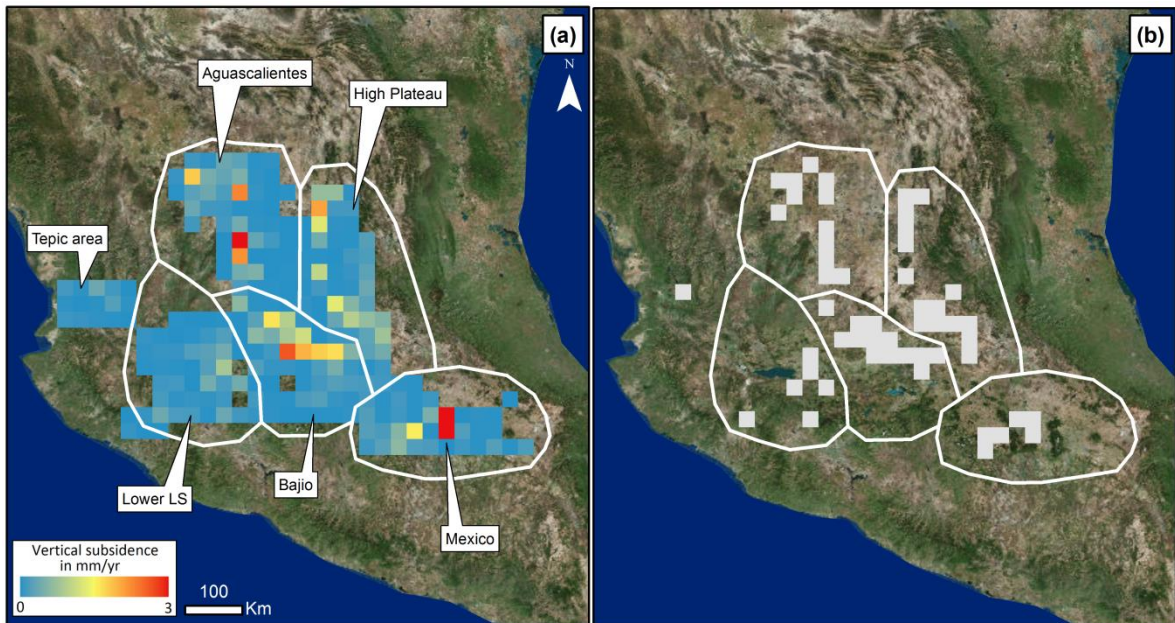 (a)
N
Aguascalientes
High Plateau
Tepic area
Lower LS
Bajio
Mexico
Vertical subsidence
in mm/yr
0 3
100
Km
(b)